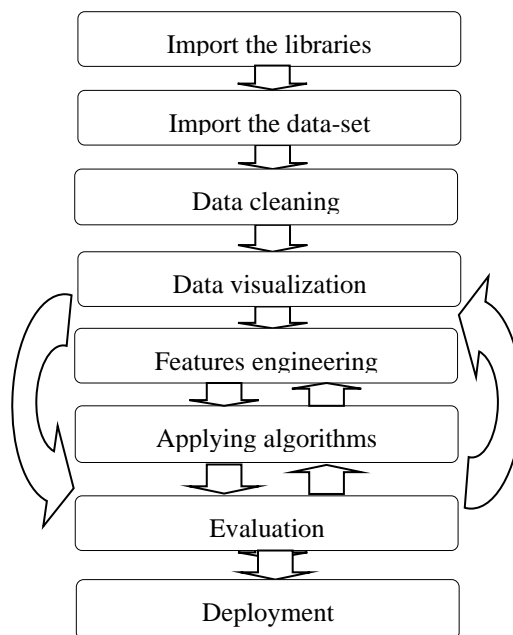 Import the libraries
Import the data-set
Data cleaning
Data visualization
Features engineering
Applying algorithms
Evaluation
Deployment